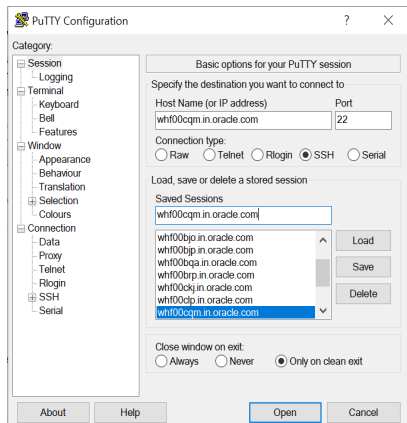 PuTTY Configuration
? ×
Category:
Session
Logging
Terminal
Keyboard
Bell
Features
Window
Appearance
Behaviour
Translation
Selection
Colours
Connection
Data
Proxy
Telnet
Rlogin
SSH
Serial
Basic options for your PuTTY session
Specify the destination you want to connect to
Host Name (or IP address) Port
whf00cqm.in.oracle.com 22
Connection type:
Raw Telnet Rlogin SSH Serial
Load, save or delete a stored session
Saved Sessions
whf00cqm.in.oracle.com
whf00bjo.in.oracle.com
whf00bjp.in.oracle.com
whf00bqa.in.oracle.com
whf00brp.in.oracle.com
whf00ckj.in.oracle.com
whf00clp.in.oracle.com
whf00cqm.in.oracle.com
Load
Save
Delete
Close window on exit:
Always Never Only on clean exit
About Help Open Cancel